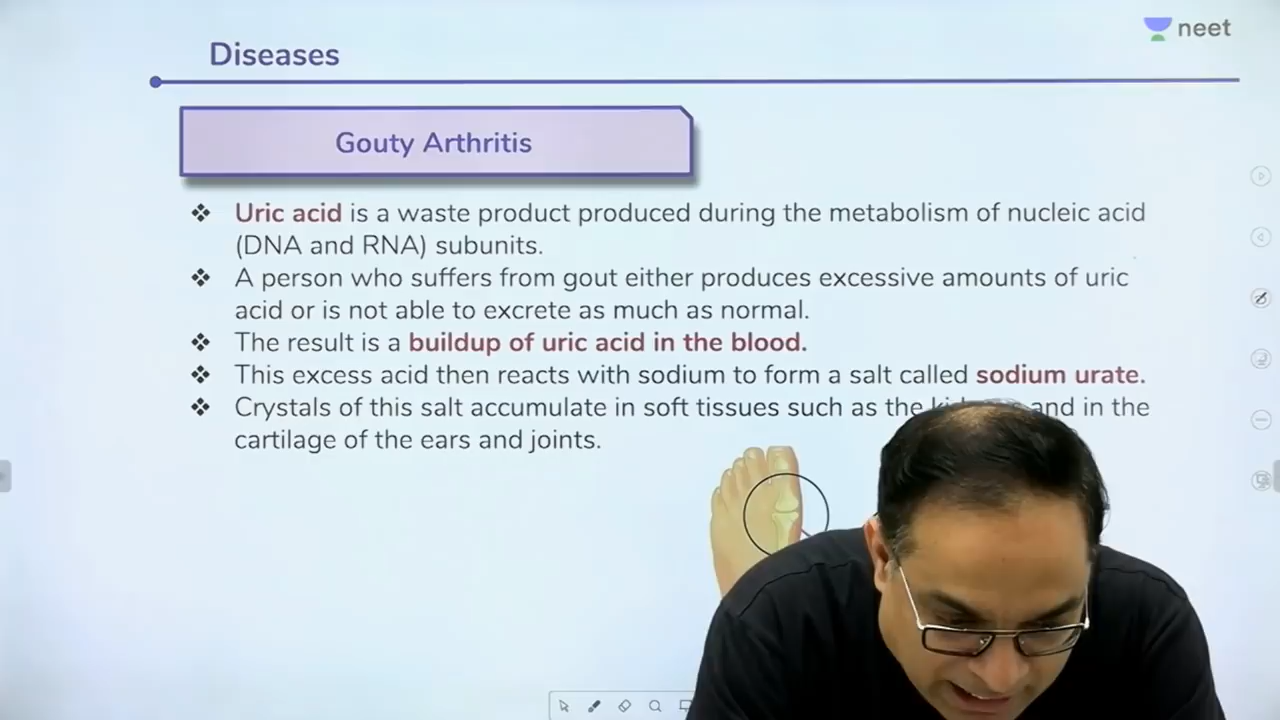 neet
Diseases
Gouty Arthritis
❖ Uric acid is a waste product produced during the metabolism of nucleic acid
(DNA and RNA) subunits.
❖ A person who suffers from gout either produces excessive amounts of uric
acid or is not able to excrete as much as normal.
❖ The result is a buildup of uric acid in the blood.
❖ This excess acid then reacts with sodium to form a salt called sodium urate.
❖ Crystals of this salt accumulate in soft tissues such as the and in the
cartilage of the ears and joints.